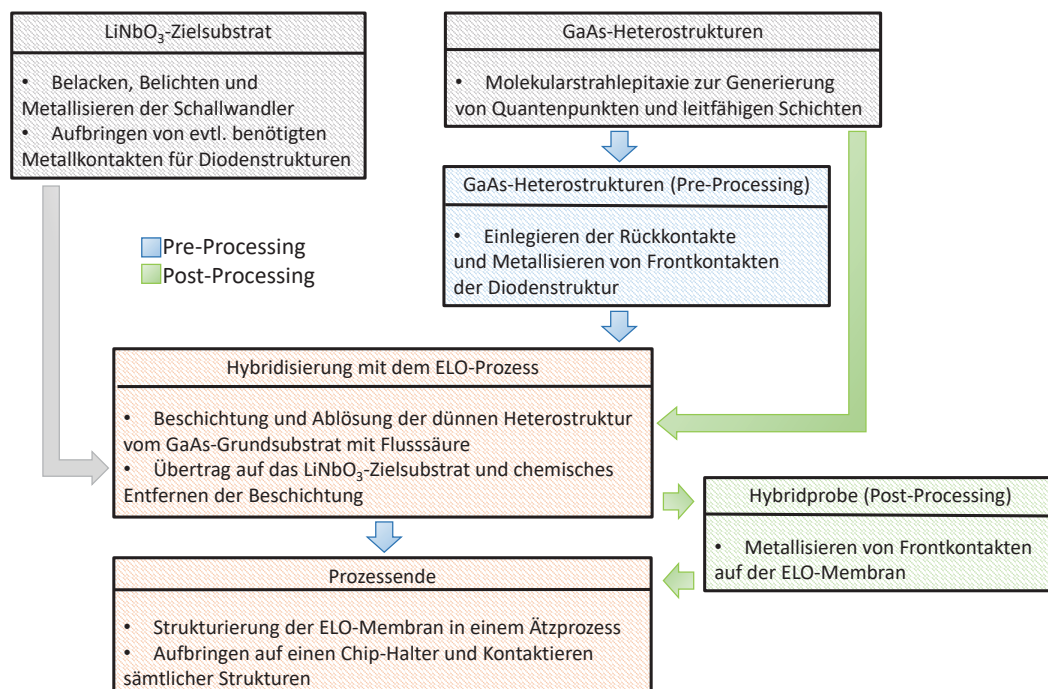 LiNbO₃-Zielsubstrat
• Belacken, Belichten und
Metallisieren der Schallwandler
• Aufbringen von evtl. benötigten
Metallkontakten für Diodenstrukturen
GaAs-Heterostrukturen
• Molekularstrahlepitaxie zur Generierung
von Quantenpunkten und leitfähigen Schichten
GaAs-Heterostrukturen (Pre-Processing)
• Einlegieren der Rückkontakte
und Metallisieren von Frontkontakten
der Diodenstruktur
Pre-Processing
Post-Processing
Hybridisierung mit dem ELO-Prozess
• Beschichtung und Ablösung der dünnen Heterostruktur
vom GaAs-Grundsubstrat mit Flusssäure
• Übertrag auf das LiNbO₃-Zielsubstrat und chemisches
Entfernen der Beschichtung
Hybridprobe (Post-Processing)
• Metallisieren von Frontkontakten
auf der ELO-Membran
Prozessende
• Strukturierung der ELO-Membran in einem Ätzprozess
• Aufbringen auf einen Chip-Halter und Kontaktieren
sämtlicher Strukturen